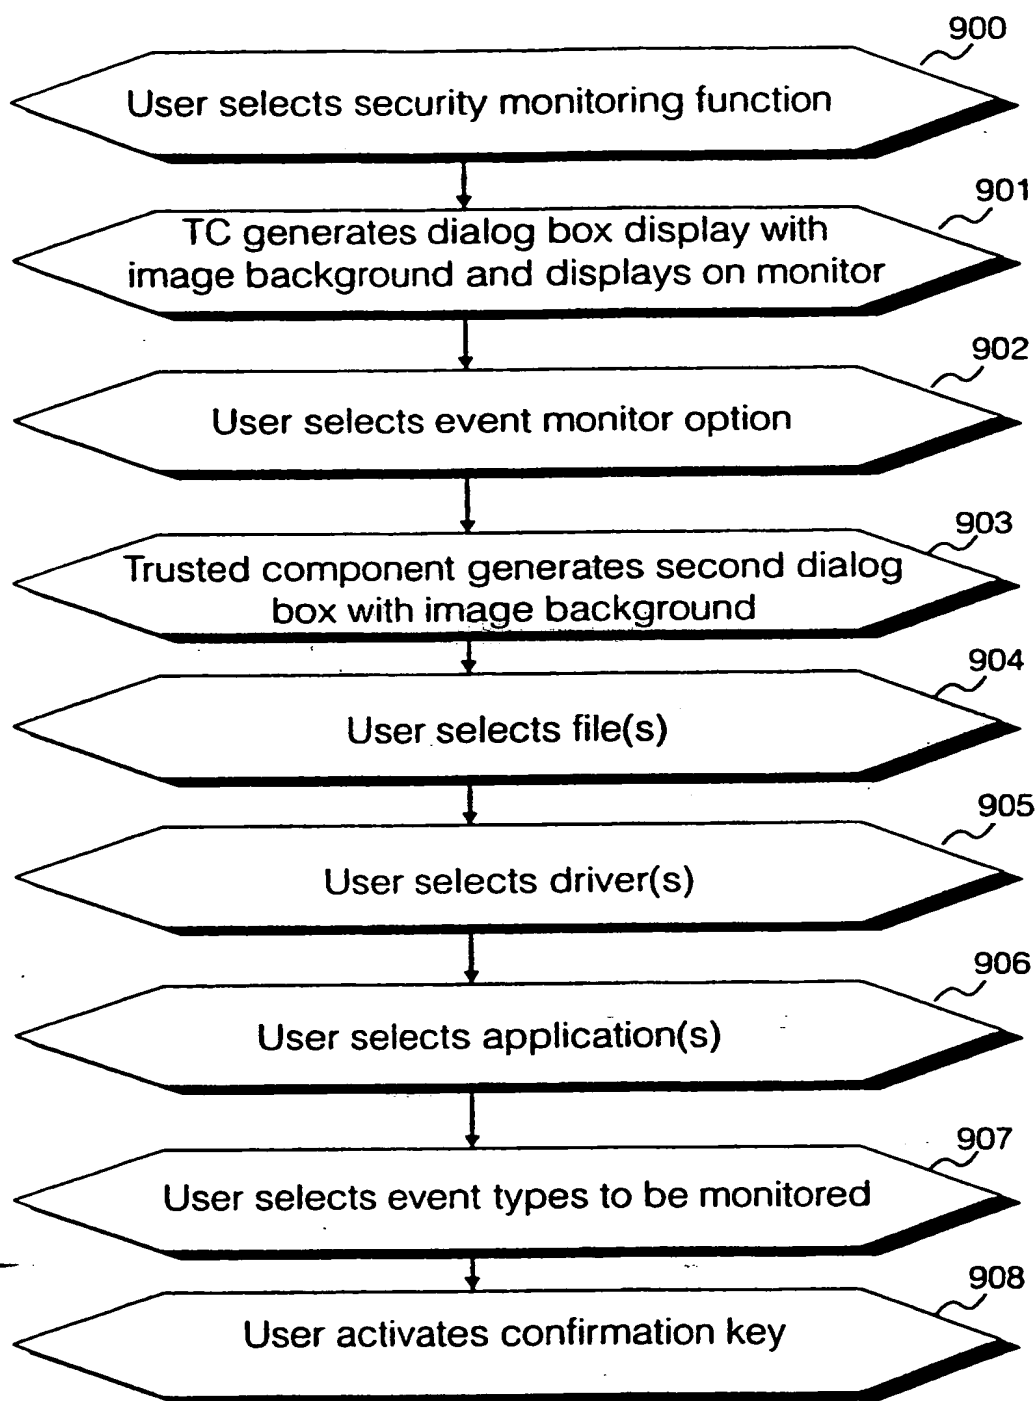 900
User selects security monitoring function
901
TC generates dialog box display with
image background and displays on monitor
902
User selects event monitor option
903
Trusted component generates second dialog
box with image background
904
User selects file(s)
905
User selects driver(s)
906
User selects application(s)
907
User selects event types to be monitored
908
User activates confirmation key